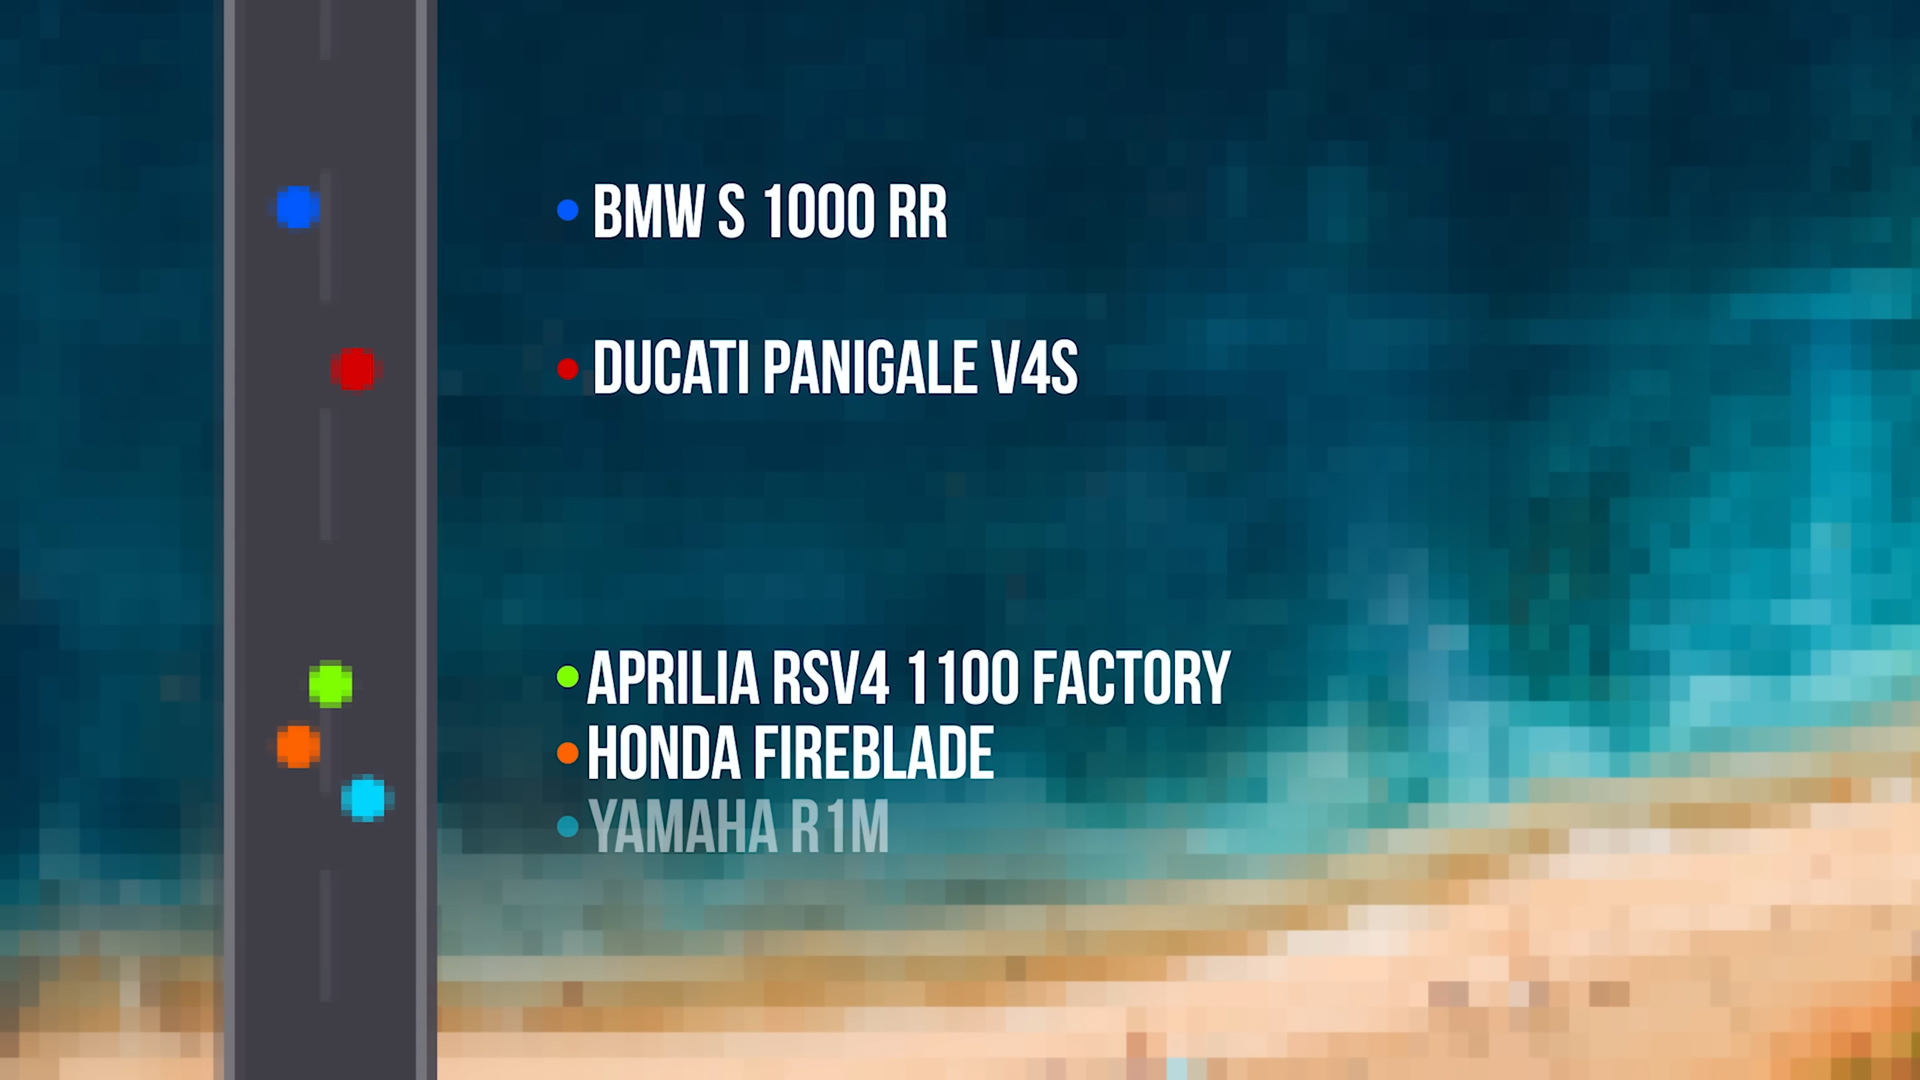 BMW S 1000 RR
DUCATI PANIGALE V4S
APRILIA RSV4 1100 FACTORY
HONDA FIREBLADE
YAMAHA R1M